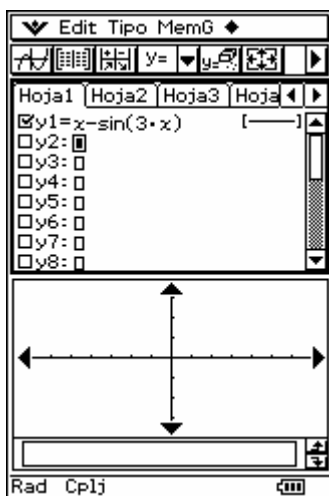 Edit Tipo MemG
y=
Hoja1 Hoja2 Hoja3 Hoja
y1=x-sin(3·x) [—]
y2:
y3:
y4:
y5:
y6:
y7:
y8:
Rad Cplj